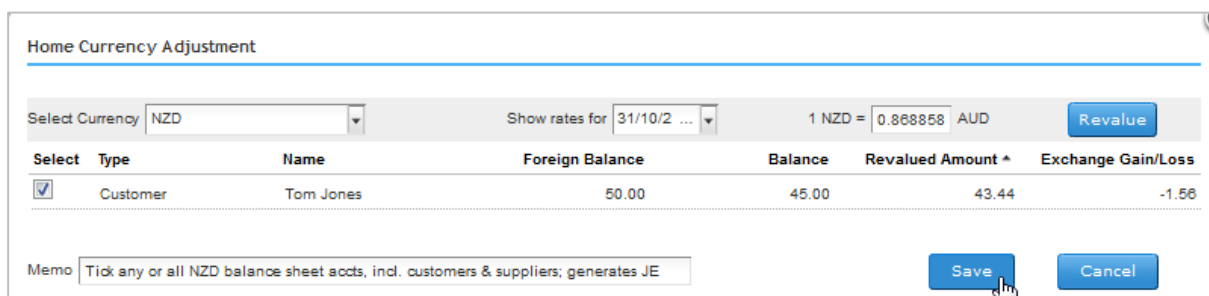 Home Currency Adjustment
Select Currency NZD Show rates for 31/10/2 ... 1 NZD = 0.868858 AUD Revalue
Select Type Name Foreign Balance Balance Revalued Amount Exchange Gain/Loss
Customer Tom Jones 50.00 45.00 43.44 -1.56
Memo Tick any or all NZD balance sheet accts, incl. customers & suppliers; generates JE Save Cancel